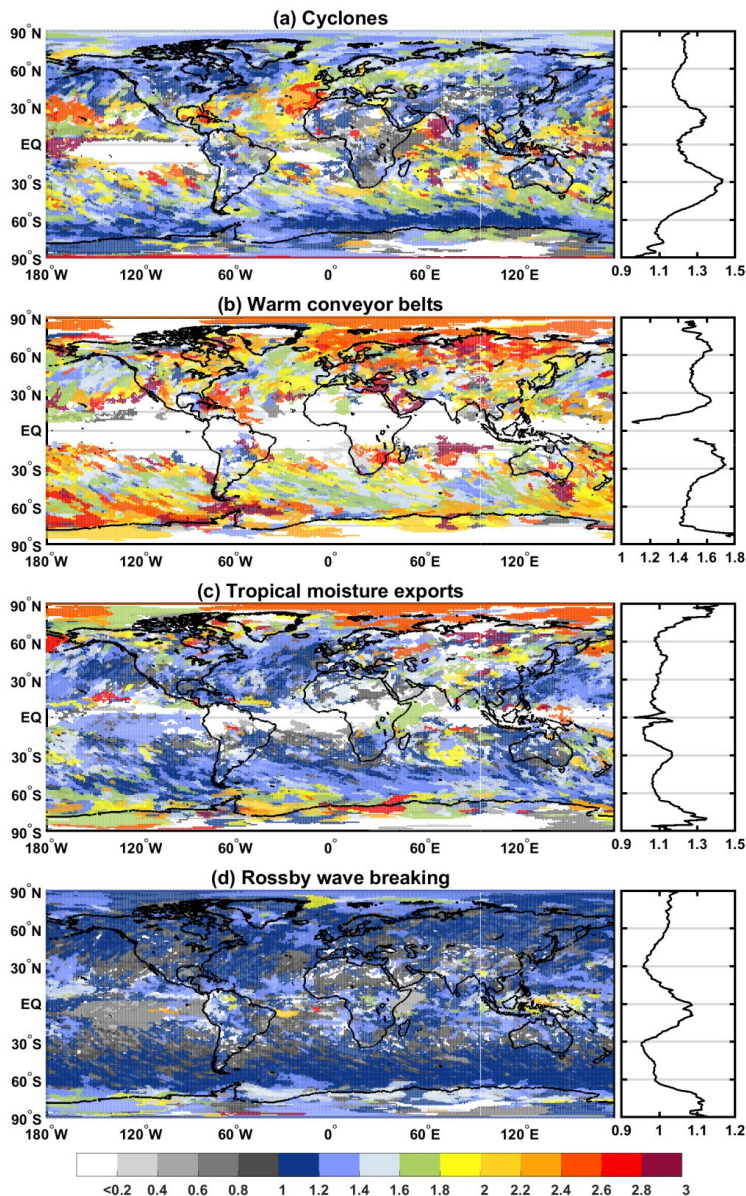 (a) Cyclones
90°N
60°N
30°N
EQ
30°S
60°S
90°S
180°W 120°W 60°W 0° 60°E 120°E
0.9 1.1 1.3 1.5
(b) Warm conveyor belts
90°N
60°N
30°N
EQ
30°S
60°S
90°S
180°W 120°W 60°W 0° 60°E 120°E
1 1.2 1.4 1.6 1.8
(c) Tropical moisture exports
90°N
60°N
30°N
EQ
30°S
60°S
90°S
180°W 120°W 60°W 0° 60°E 120°E
0.9 1.1 1.3 1.5
(d) Rossby wave breaking
90°N
60°N
30°N
EQ
30°S
60°S
90°S
180°W 120°W 60°W 0° 60°E 120°E
0.9 1 1.1 1.2
<0.2 0.4 0.6 0.8 1 1.2 1.4 1.6 1.8 2 2.2 2.4 2.6 2.8 3